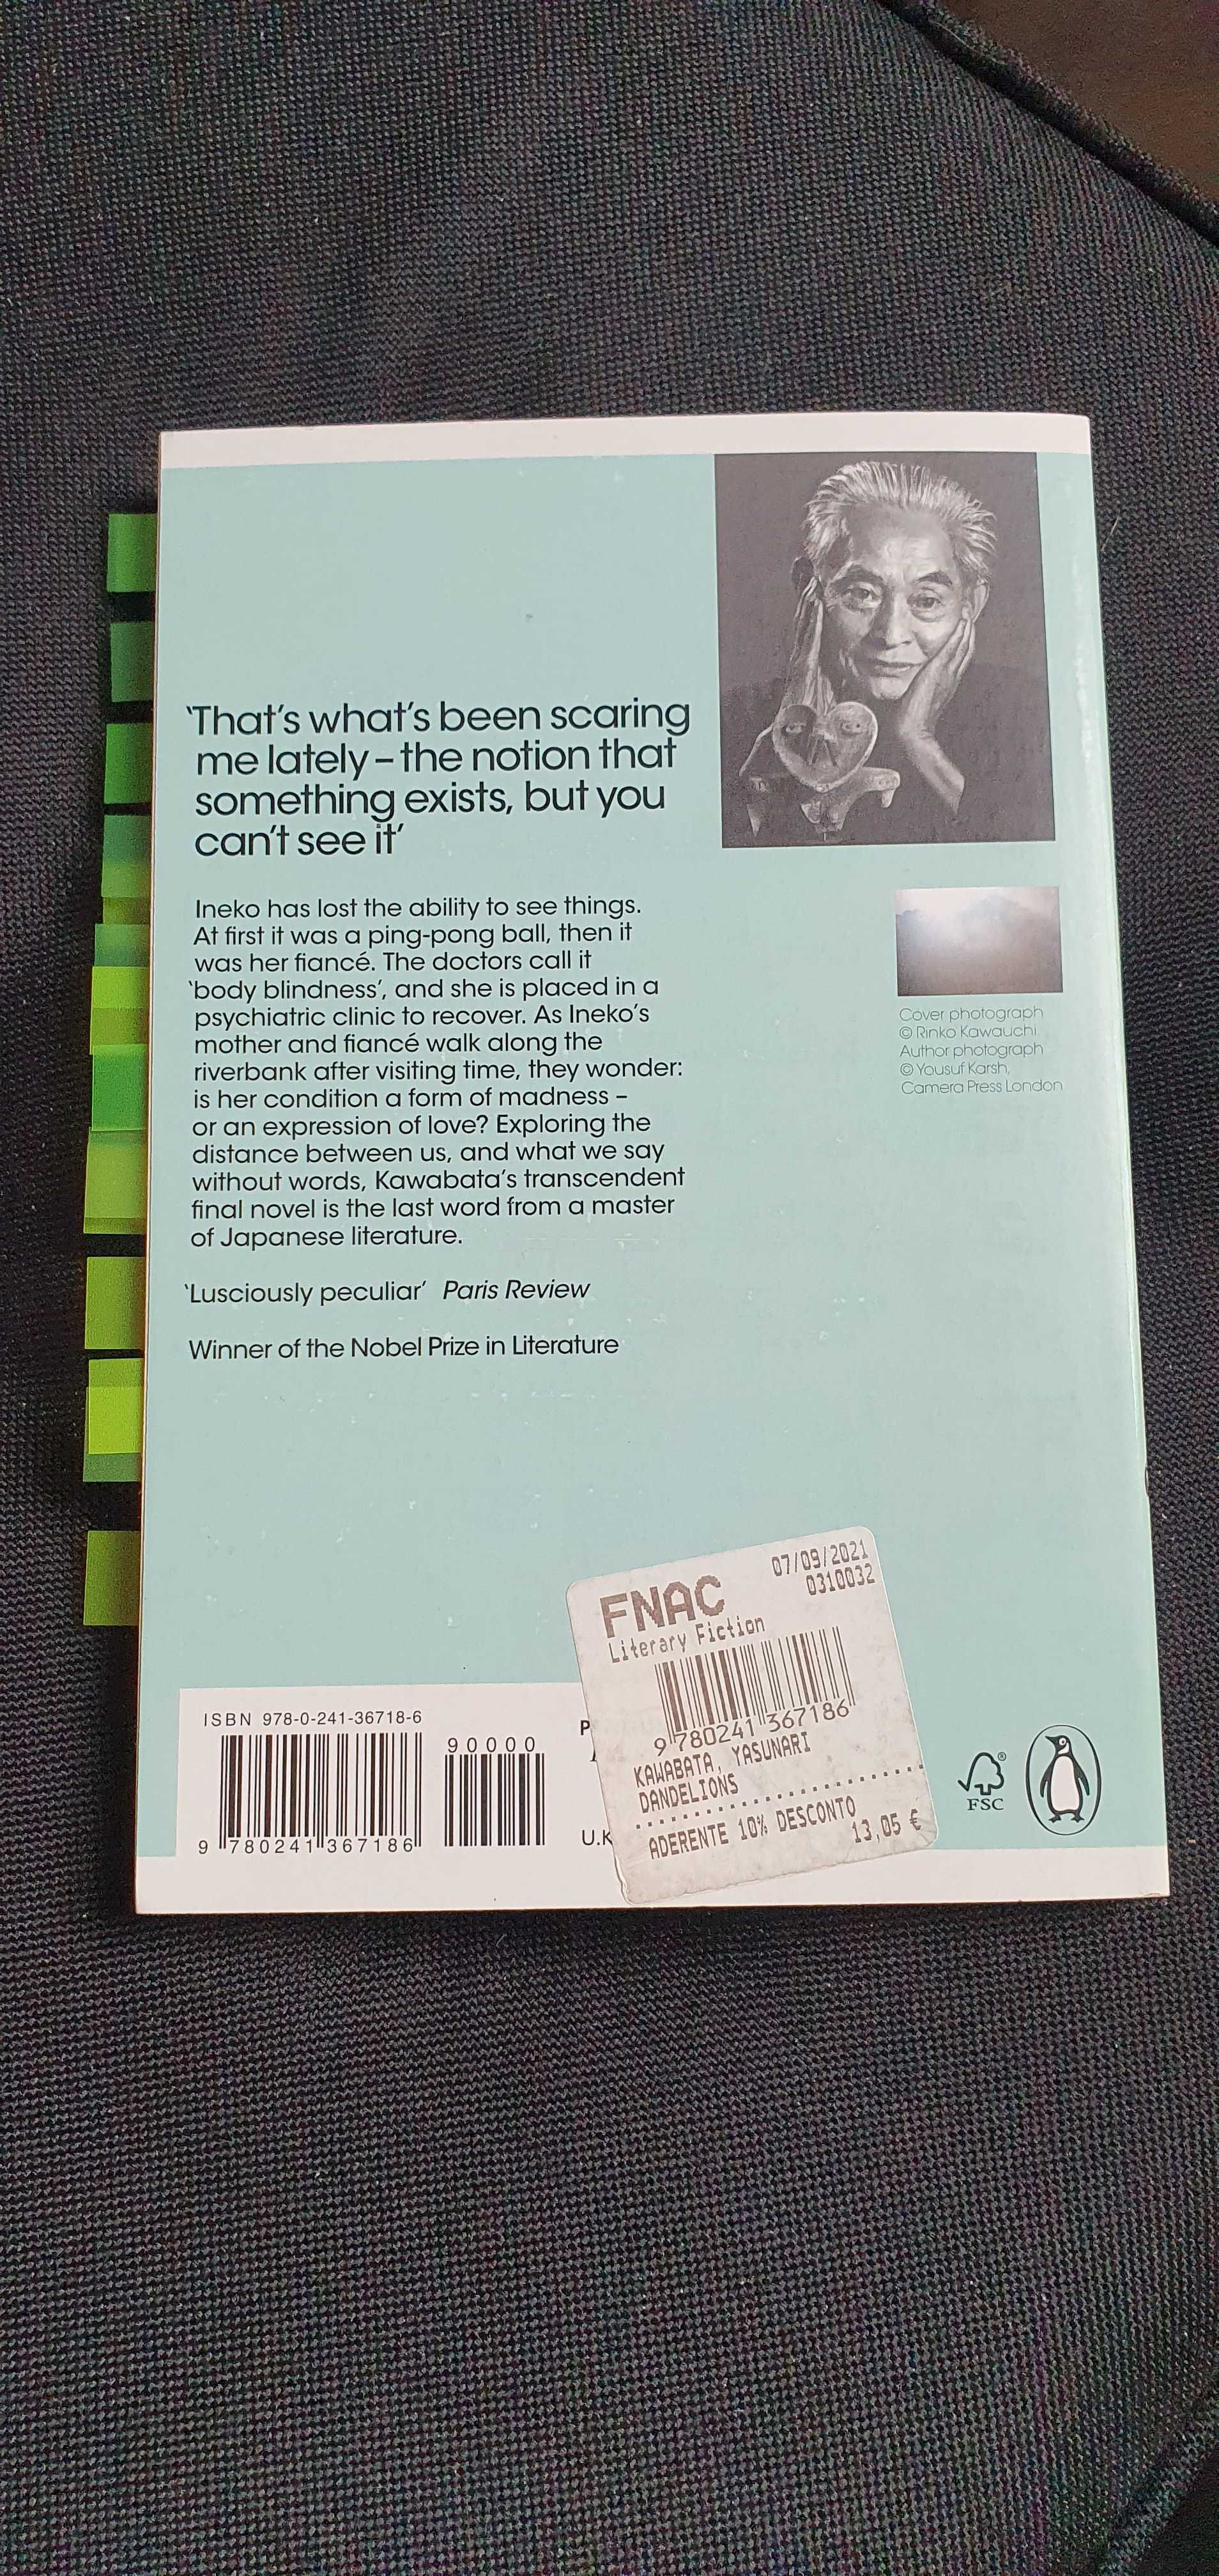 ‘That’s what’s been scaring
me lately – the notion that
something exists, but you
can’t see it’
Ineko has lost the ability to see things.
At first it was a ping-pong ball, then it
was her fiancé. The doctors call it
‘body blindness’, and she is placed in a
psychiatric clinic to recover. As Ineko’s
mother and fiancé walk along the
riverbank after visiting time, they wonder:
is her condition a form of madness –
or an expression of love? Exploring the
distance between us, and what we say
without words, Kawabata’s transcendent
final novel is the last word from a master
of Japanese literature.
‘Lusciously peculiar’ Paris Review
Winner of the Nobel Prize in Literature
Cover photograph
© Rinko Kawauchi
Author photograph
© Yousuf Karsh,
Camera Press London
ISBN 978-0-241-36718-6
90000
9 780241 367186
P
U.K
07/09/2021
0310032
FNAC
Literary Fiction
9 780241 367186
KAWABATA, YASUNARI
DANDELIONS
ADERENTE 10% DESCONTO
13,05 €
FSC
®